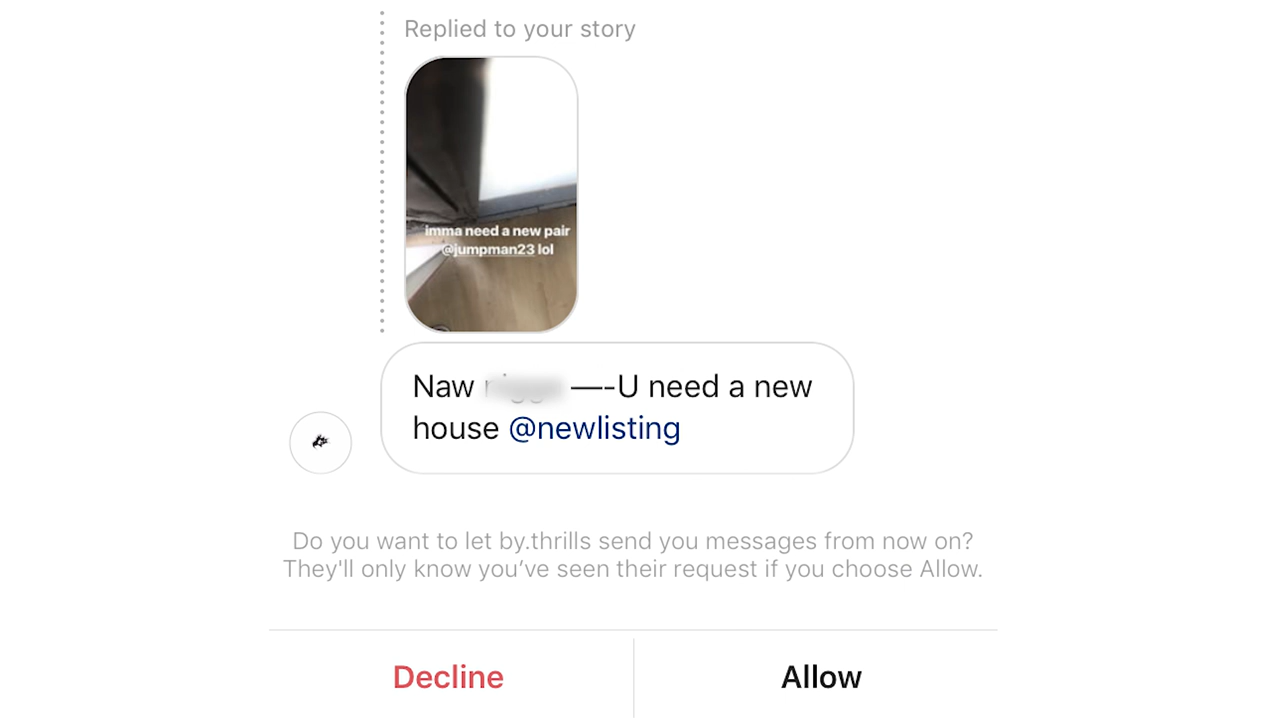 Replied to your story
imma need a new pair
@jumpman23 lol
Naw —-U need a new
house @newlisting
Do you want to let by.thrills send you messages from now on?
They'll only know you’ve seen their request if you choose Allow.
Decline
Allow